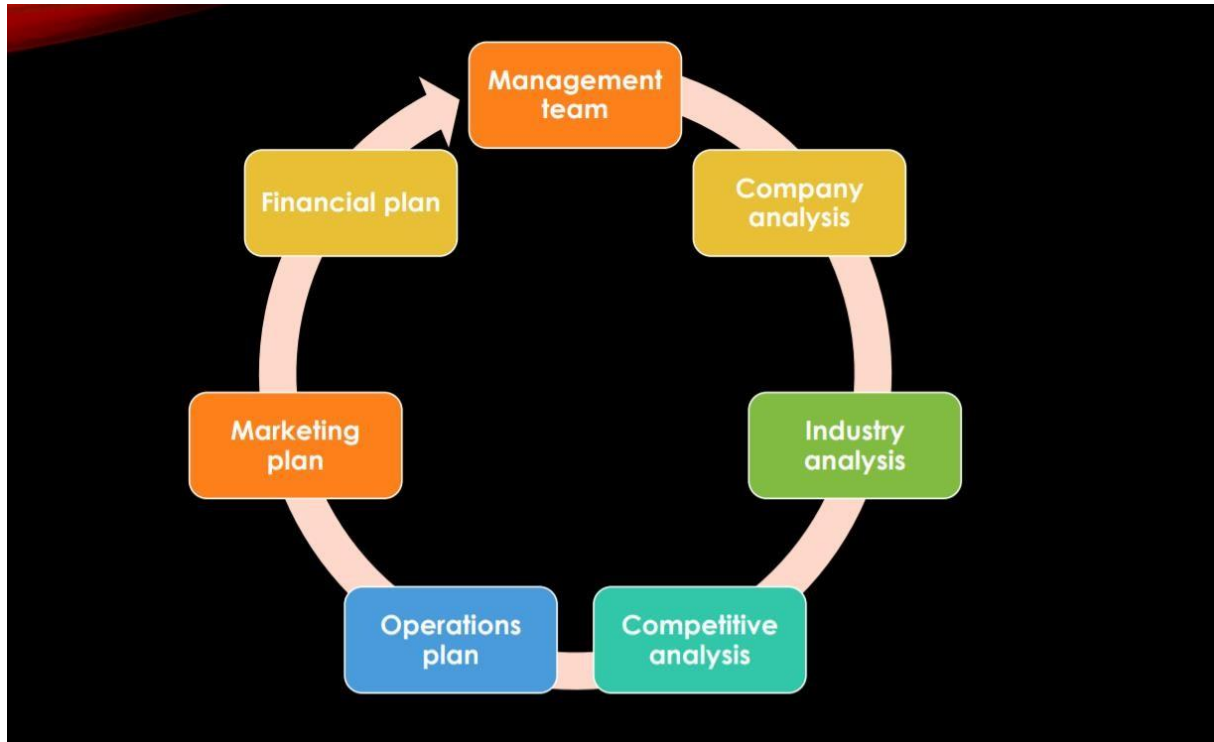 Management
team
Company
analysis
Industry
analysis
Competitive
analysis
Operations
plan
Marketing
plan
Financial plan